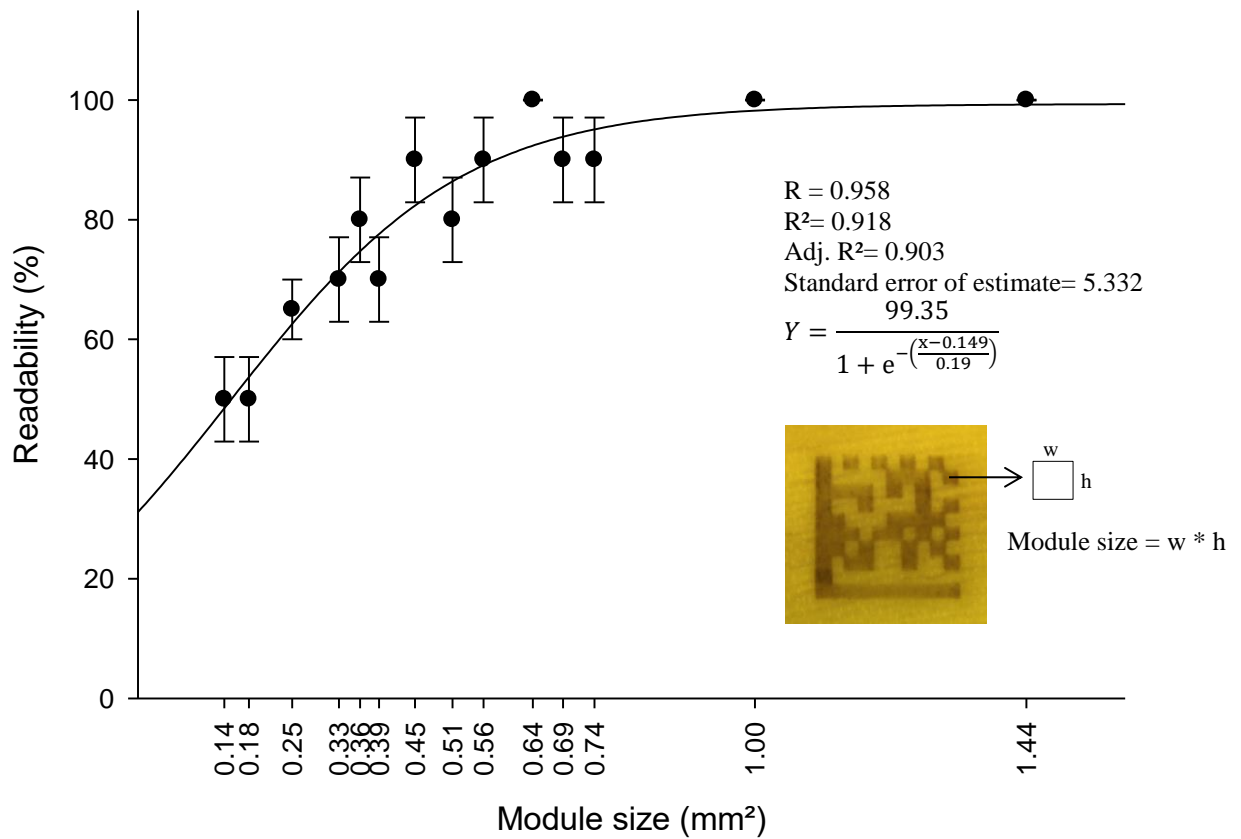 100
80
60
40
20
0
Readability (%)
R = 0.958
R²= 0.918
Adj. R²= 0.903
Standard error of estimate= 5.332
Y = 99.35 / 1 + e^−(x−0.149 / 0.19)
w
h
Module size = w * h
0.14 0.18 0.25 0.33 0.36 0.39 0.45 0.51 0.56 0.64 0.69 0.74 1.00 1.44
Module size (mm²)